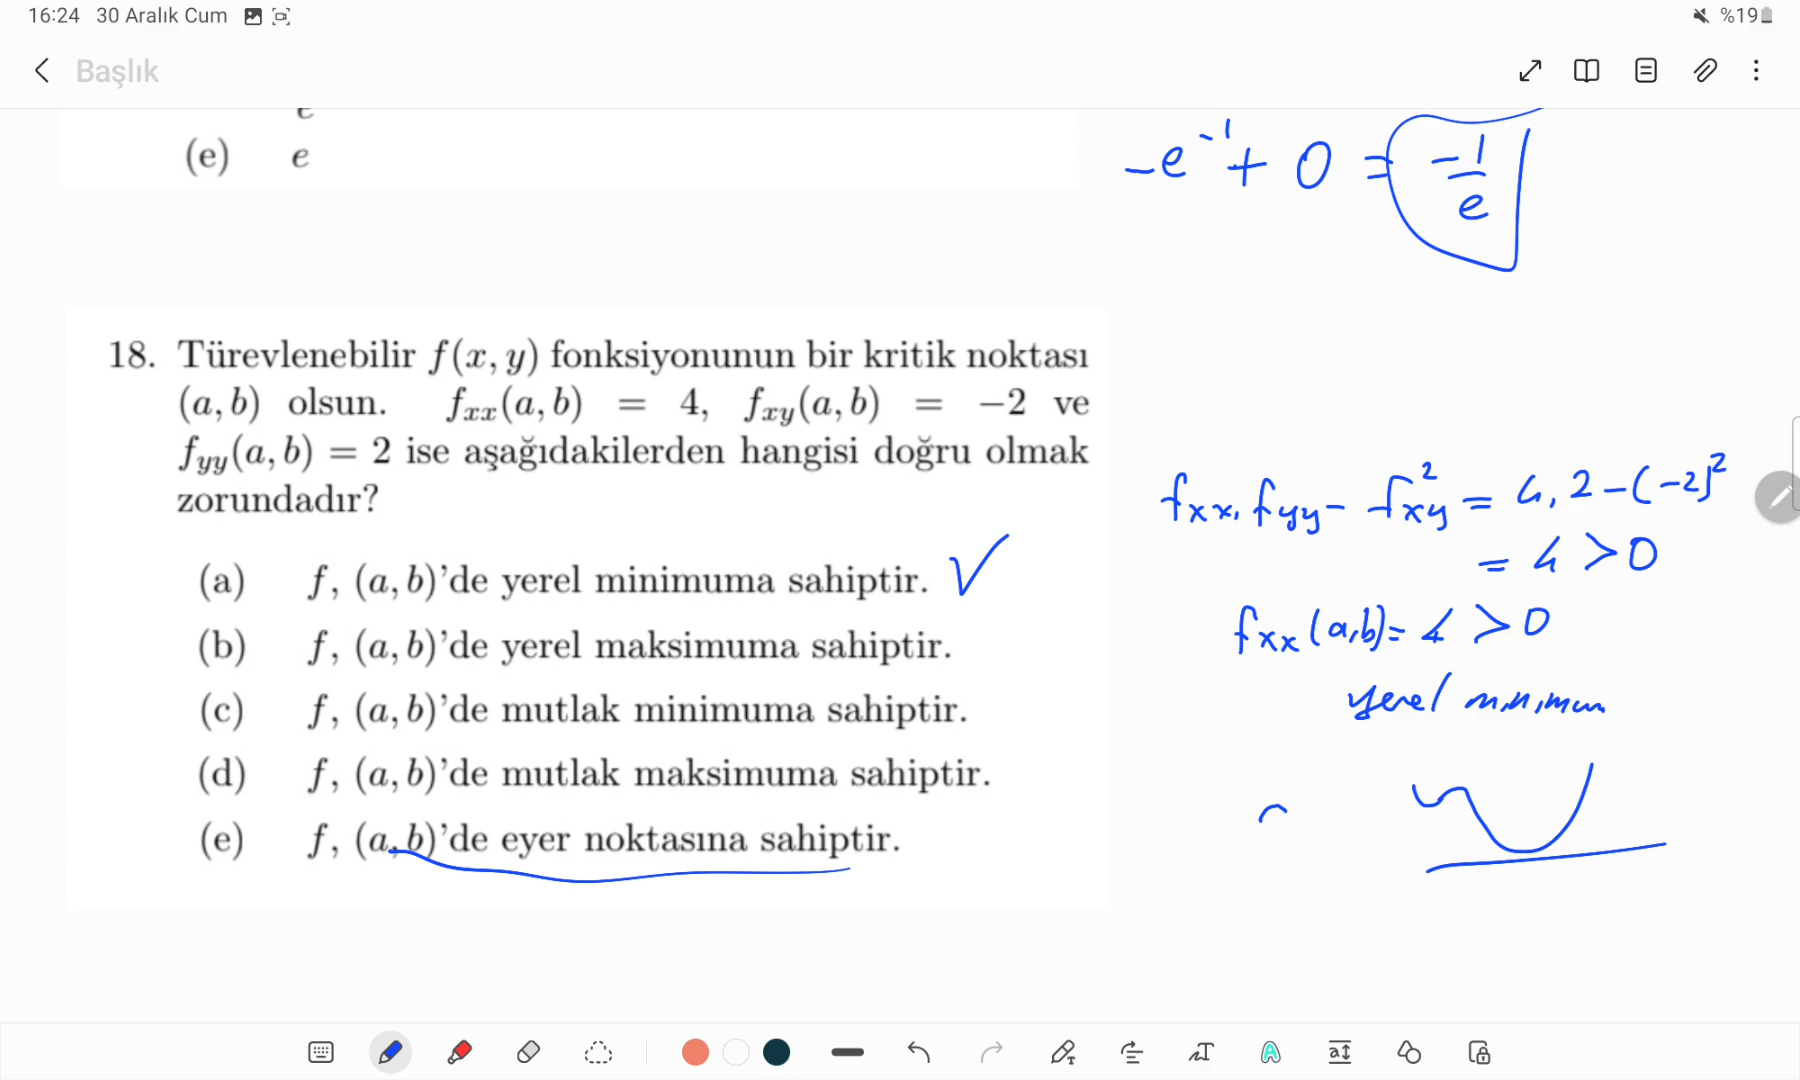 16:24 30 Aralık Cum
%19
Başlık
(e) e
-e⁻¹ + 0 = -1/e
18. Türevlenebilir f(x, y) fonksiyonunun bir kritik noktası
(a, b) olsun. fxx(a, b) = 4, fxy(a, b) = −2 ve
fyy(a, b) = 2 ise aşağıdakilerden hangisi doğru olmak
zorundadır?
(a) f, (a, b)’de yerel minimuma sahiptir. ✓
(b) f, (a, b)’de yerel maksimuma sahiptir.
(c) f, (a, b)’de mutlak minimuma sahiptir.
(d) f, (a, b)’de mutlak maksimuma sahiptir.
(e) f, (a, b)’de eyer noktasına sahiptir.
fxx. fyy - fxy² = 4.2-(-2)²
= 4 > 0
fxx(a,b)= 4 > 0
yerel minimum